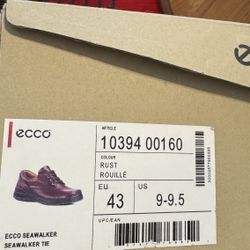 ecco
ARTICLE
10394 00160
COLOUR
RUST
ROUILLÉ
EU
US
43
9-9.5
ECCO SEAWALKER
SEAWALKER TIE
UPC/EAN